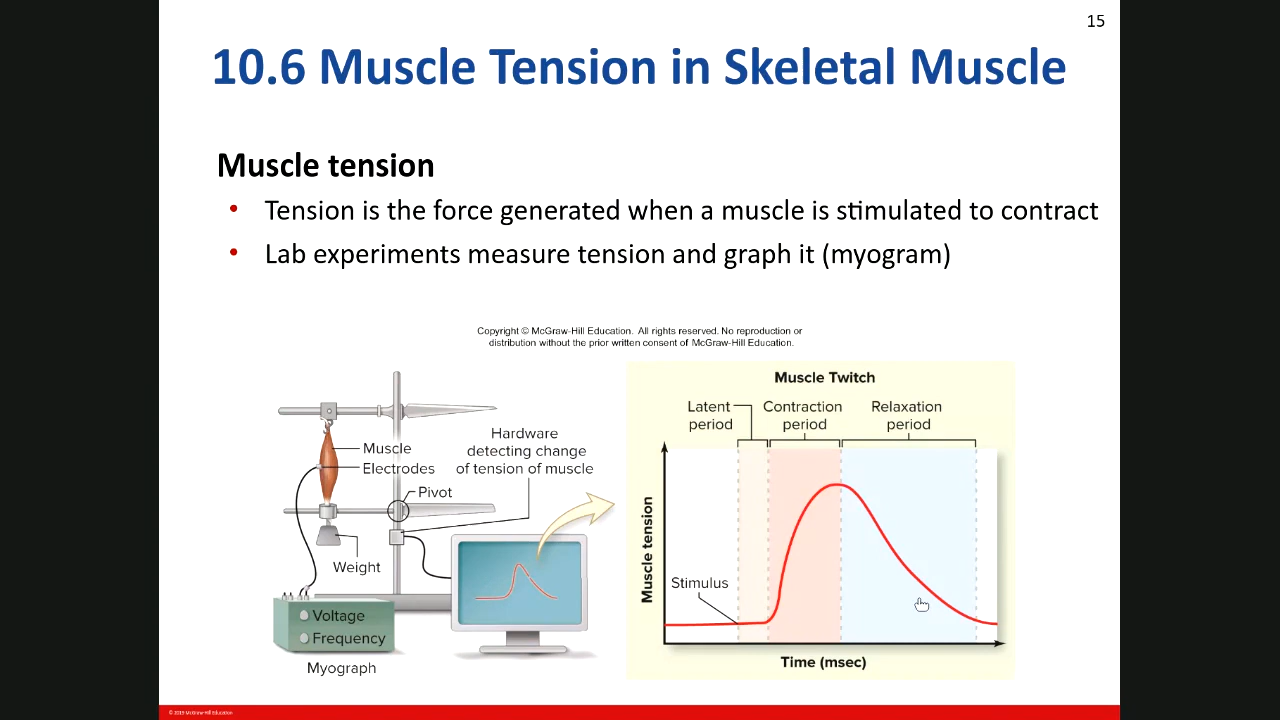 15
10.6 Muscle Tension in Skeletal Muscle
Muscle tension
• Tension is the force generated when a muscle is stimulated to contract
• Lab experiments measure tension and graph it (myogram)
Copyright © McGraw-Hill Education. All rights reserved. No reproduction or
distribution without the prior written consent of McGraw-Hill Education.
Muscle
Electrodes
Hardware
detecting change
of tension of muscle
Pivot
Weight
Voltage
Frequency
Myograph
Muscle Twitch
Latent
period
Contraction
period
Relaxation
period
Muscle tension
Stimulus
Time (msec)
© 2019 McGraw-Hill Education